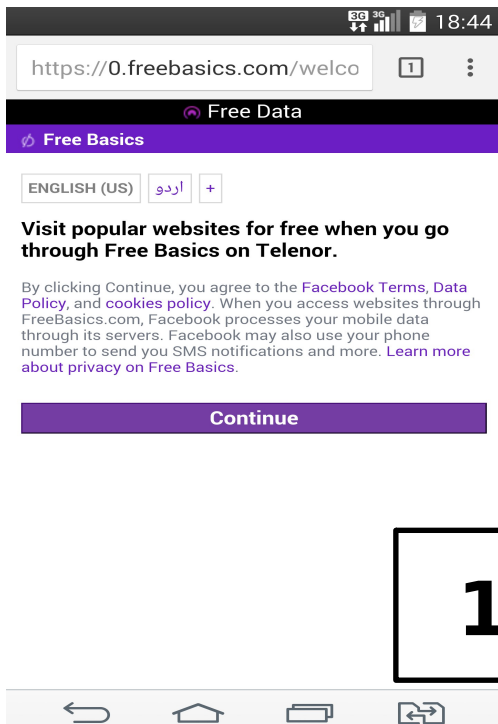 3G 3G 18:44
https://0.freebasics.com/welco 1
Free Data
Free Basics
ENGLISH (US) اردو +
Visit popular websites for free when you go
through Free Basics on Telenor.
By clicking Continue, you agree to the Facebook Terms, Data
Policy, and cookies policy. When you access websites through
FreeBasics.com, Facebook processes your mobile data
through its servers. Facebook may also use your phone
number to send you SMS notifications and more. Learn more
about privacy on Free Basics.
Continue
1